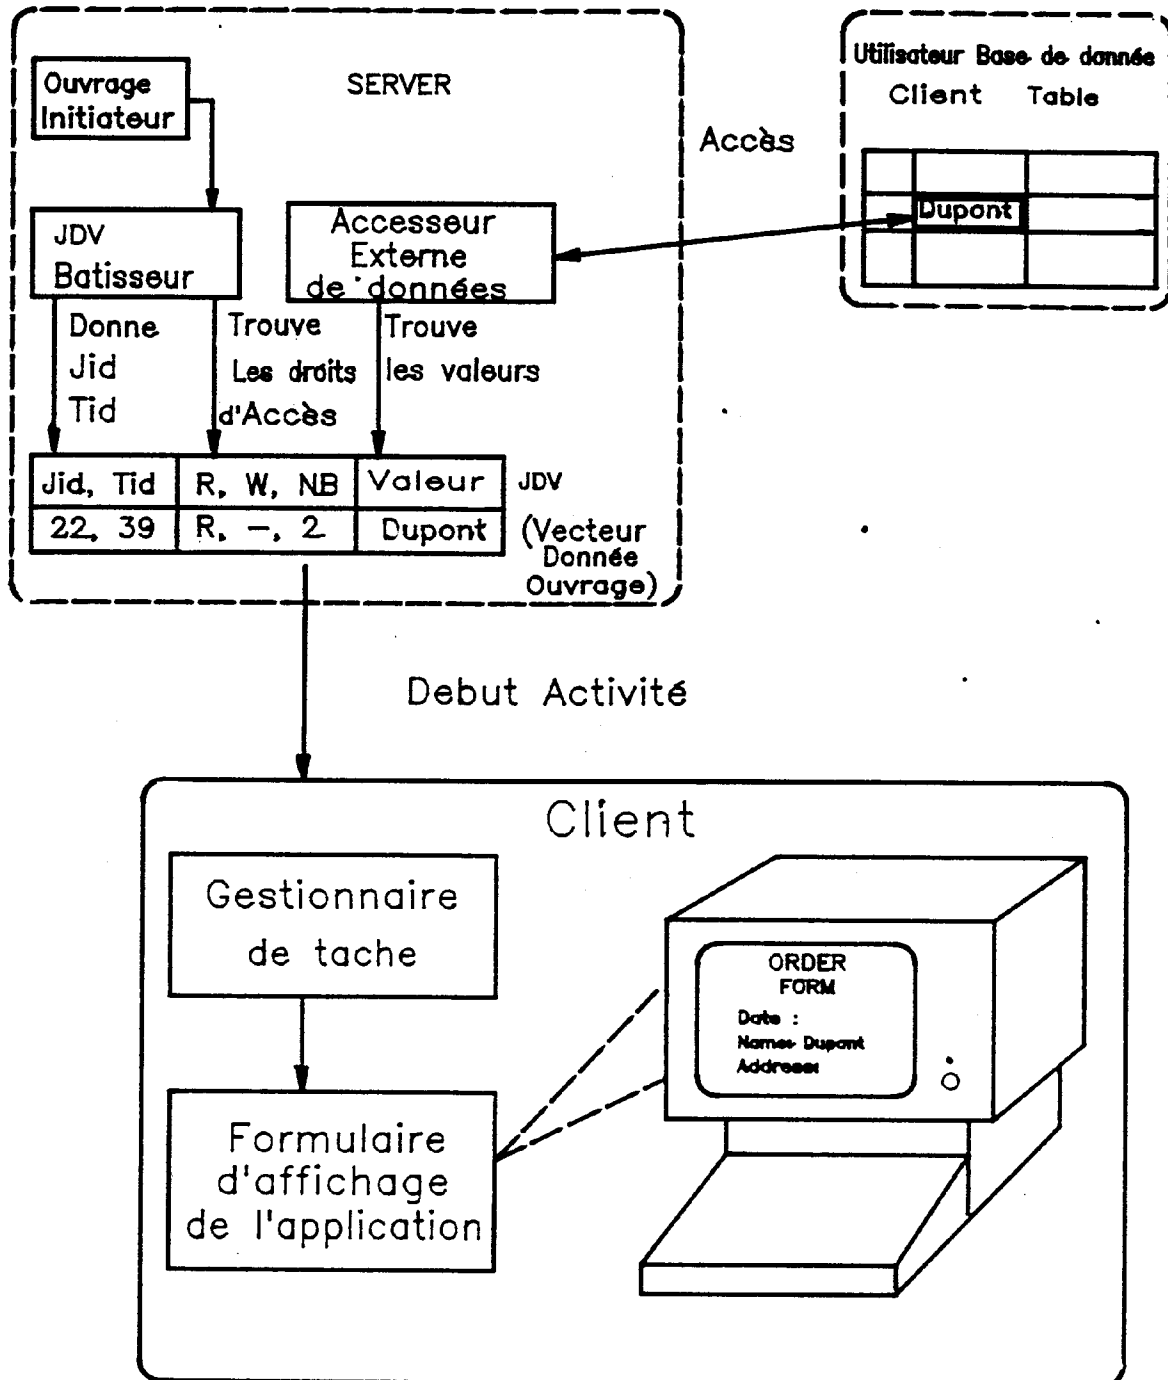 SERVER
Ouvrage
Initiateur
JDV
Batisseur
Accesseur
Externe
de données
Accès
Utilisateur Base de donnée
Client Table
Dupont
Donne
Jid
Tid
Trouve
Les droits
d'Accès
Trouve
les valeurs
Jid, Tid R, W, NB Valeur
22, 39 R, –, 2 Dupont
JDV
(Vecteur
Donnée
Ouvrage)
Debut Activité
Client
Gestionnaire
de tache
Formulaire
d'affichage
de l'application
ORDER
FORM
Date :
Name: Dupont
Address: